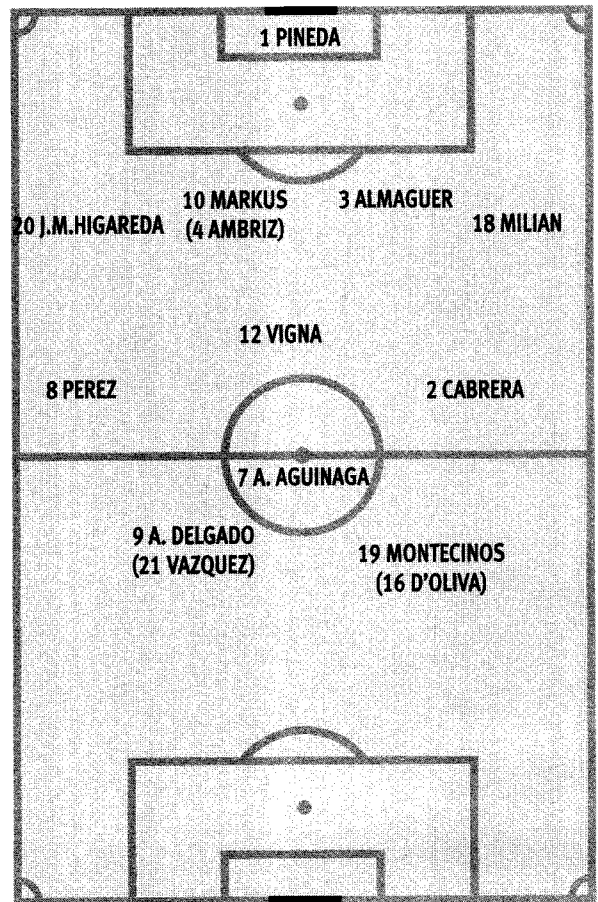 1 PINEDA
10 MARKUS
(4 AMBRIZ)
3 ALMAGUER
20 J.M.HIGAREDA
18 MILIAN
12 VIGNA
8 PEREZ
2 CABRERA
7 A. AGUINAGA
9 A. DELGADO
(21 VAZQUEZ)
19 MONTECINOS
(16 D'OLIVA)